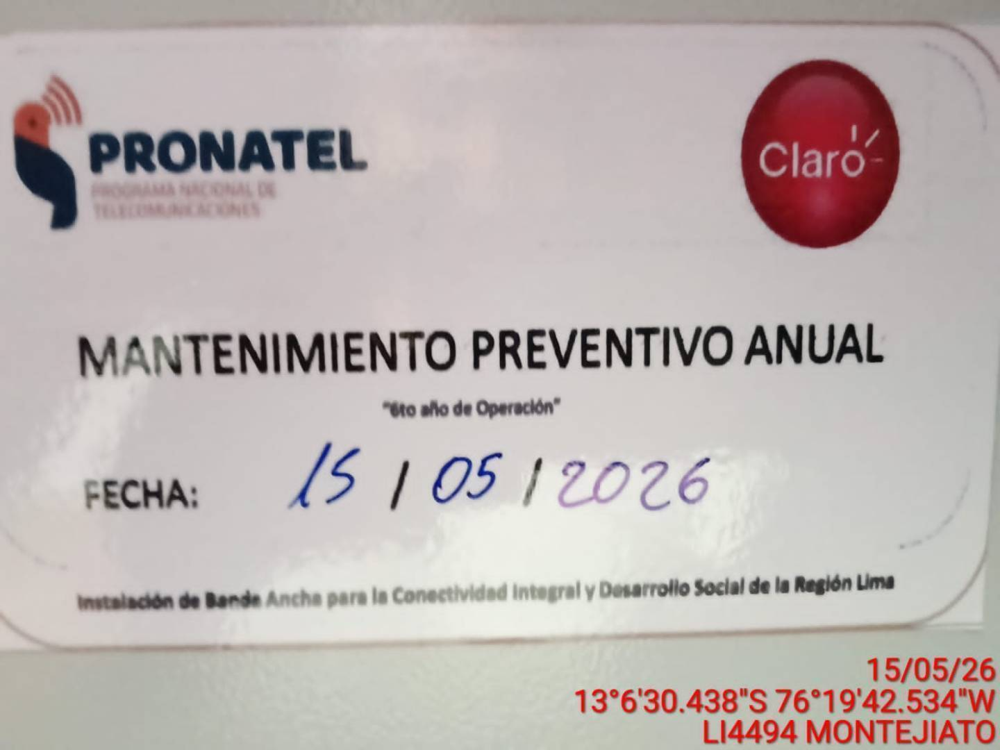 PRONATEL
PROGRAMA NACIONAL DE
TELECOMUNICACIONES
Claro
MANTENIMIENTO PREVENTIVO ANUAL
"6to año de Operación"
FECHA: 15 / 05 / 2026
Instalación de Banda Ancha para la Conectividad Integral y Desarrollo Social de la Región Lima
15/05/26
13°6'30.438"S 76°19'42.534"W
LI4494 MONTEJIATO